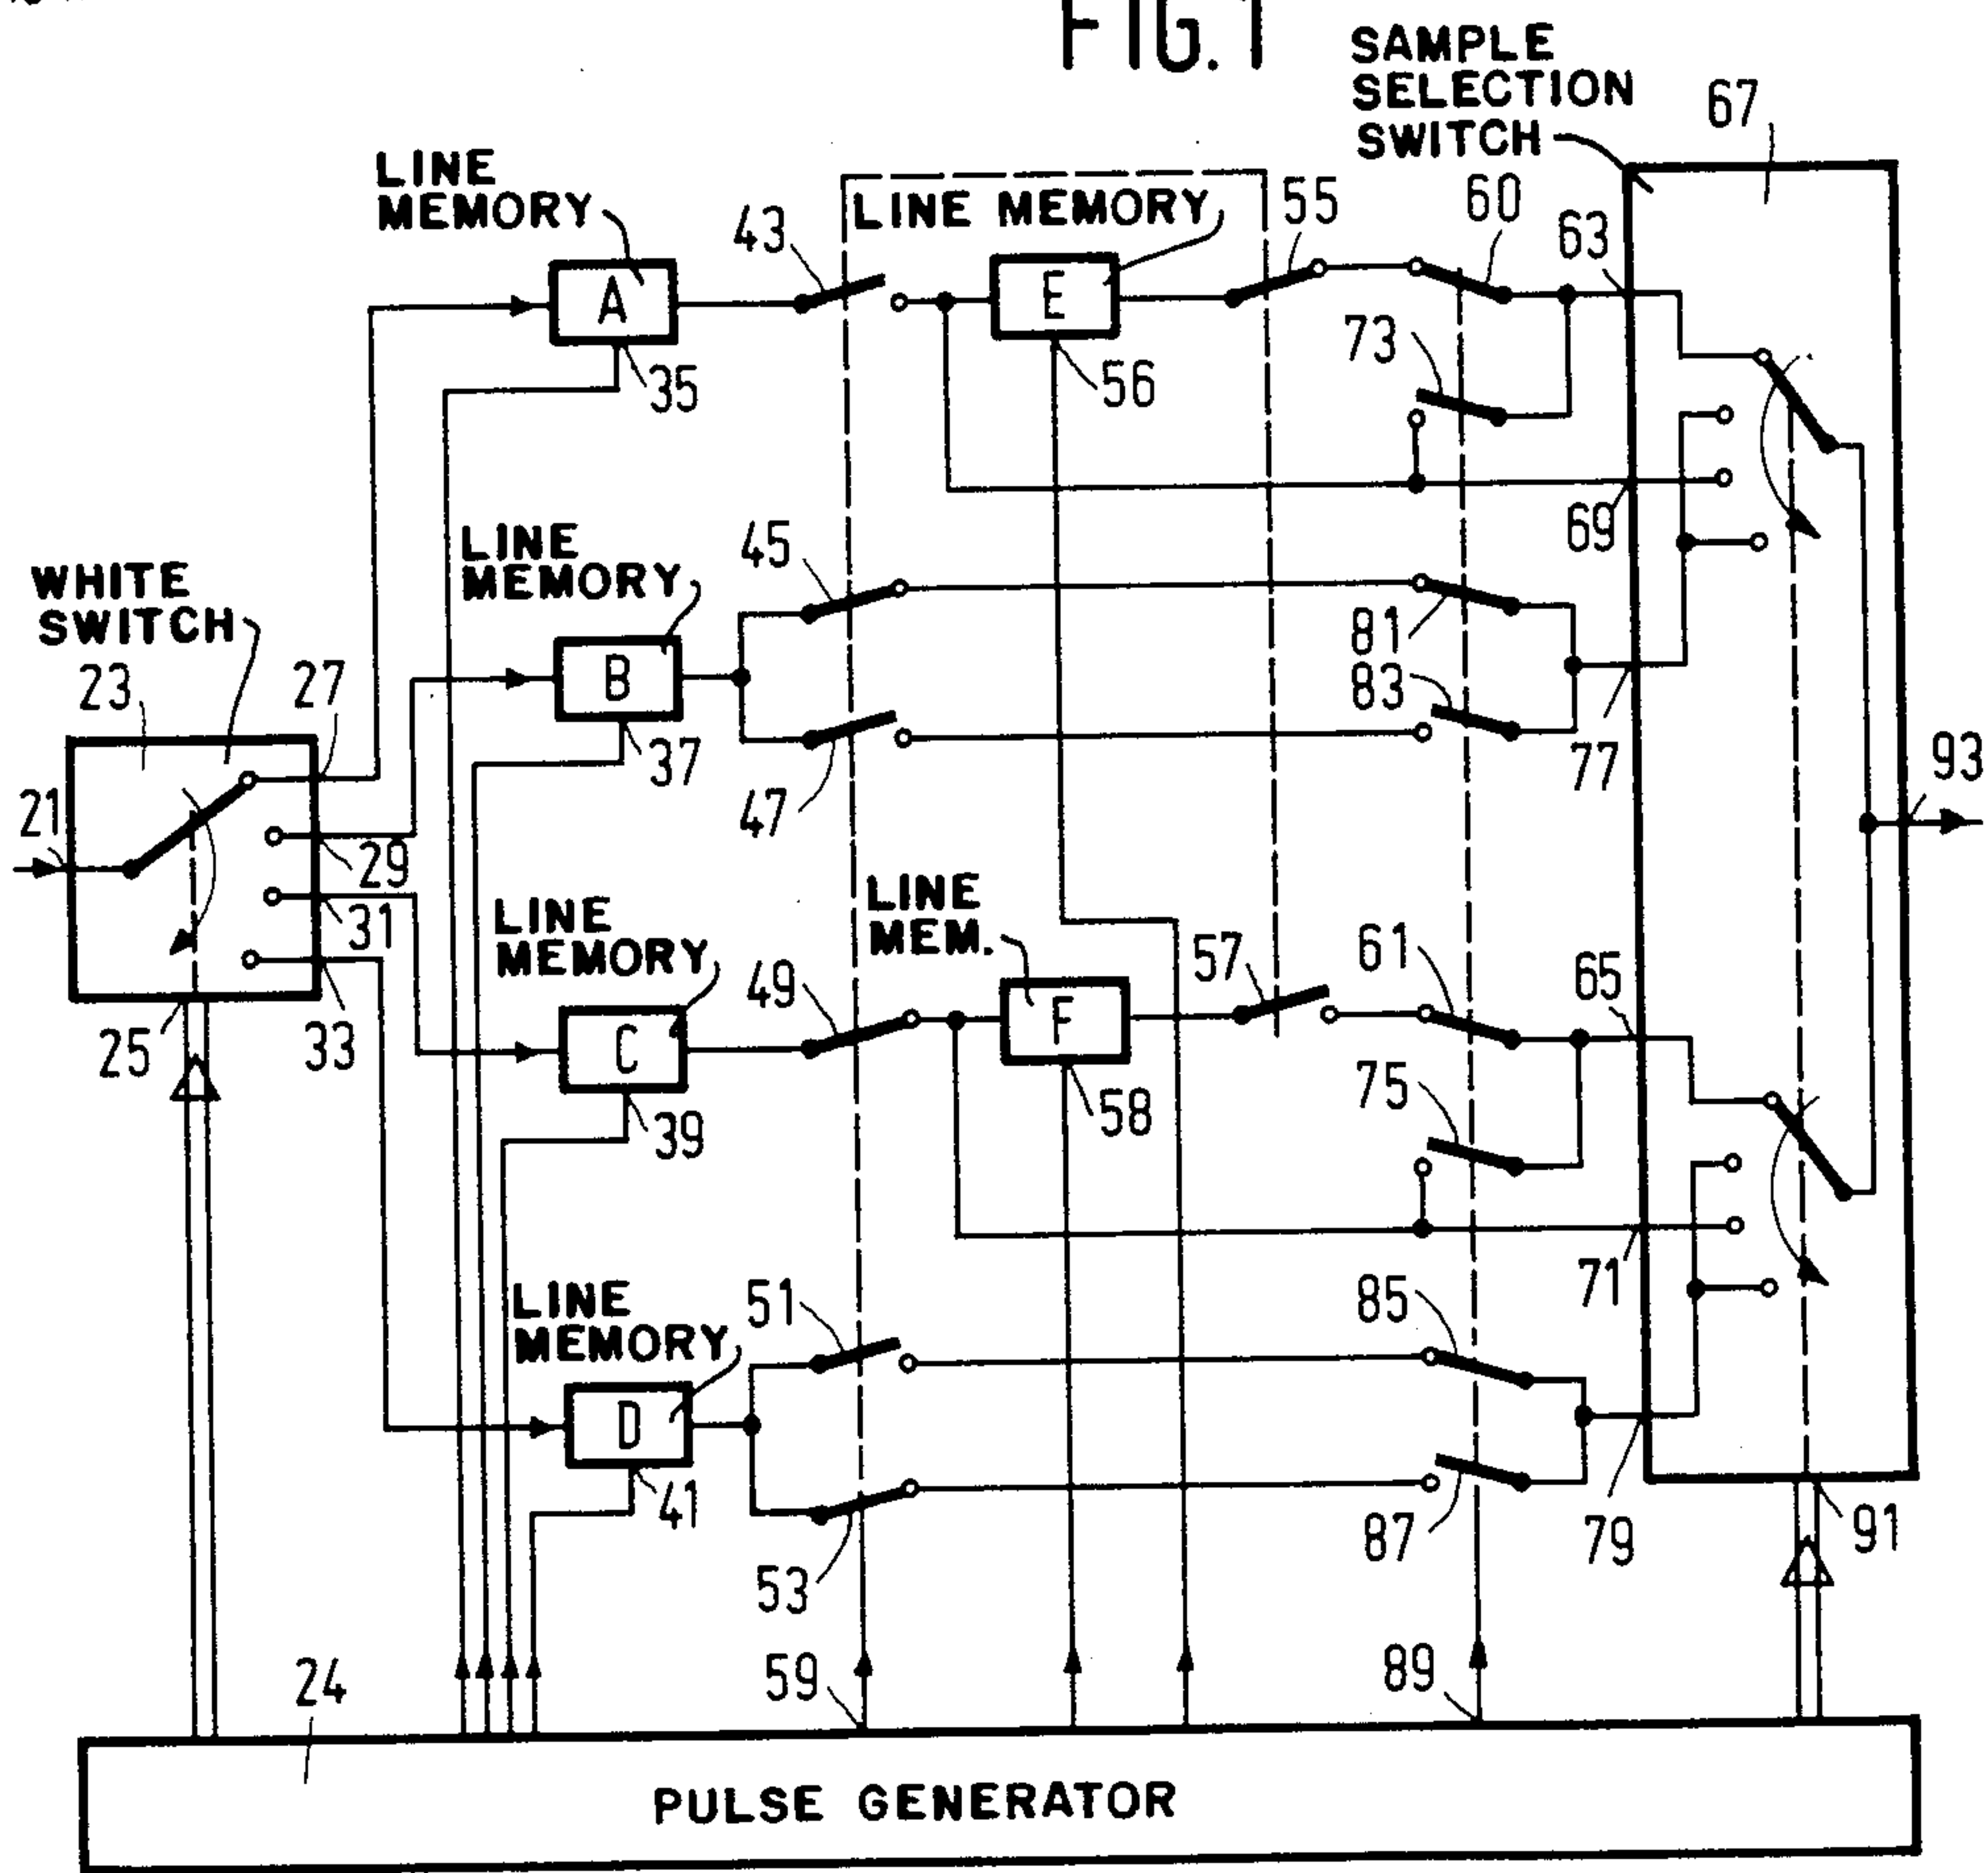 FIG. 1
SAMPLE
SELECTION
SWITCH
67
LINE
MEMORY
43
LINE MEMORY
55
60
63
A
E
73
35
56
69
LINE
MEMORY
45
WHITE
SWITCH
81
83
23
27
B
37
47
77
93
21
29
31
LINE
MEM.
LINE
MEMORY
49
57
61
65
25
33
C
F
75
39
58
71
LINE
MEMORY
51
85
D
41
53
87
79
91
24
59
89
PULSE GENERATOR